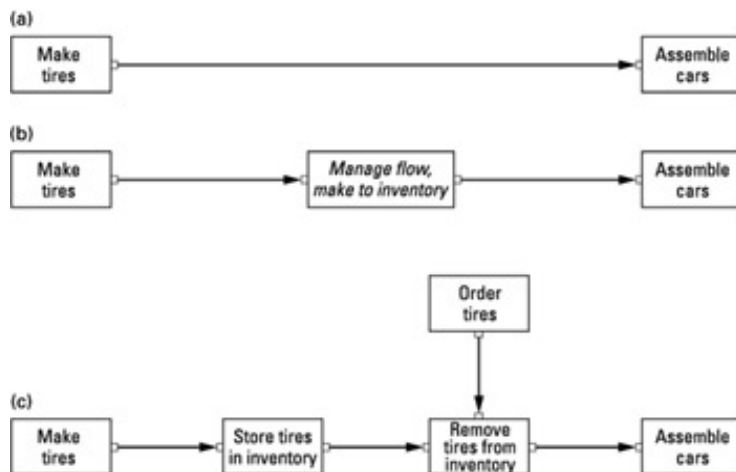 (a)
Make
tires
Assemble
cars
(b)
Make
tires
Manage flow,
make to inventory
Assemble
cars
Order
tires
(c)
Make
tires
Store tires
in inventory
Remove
tires from
inventory
Assemble
cars